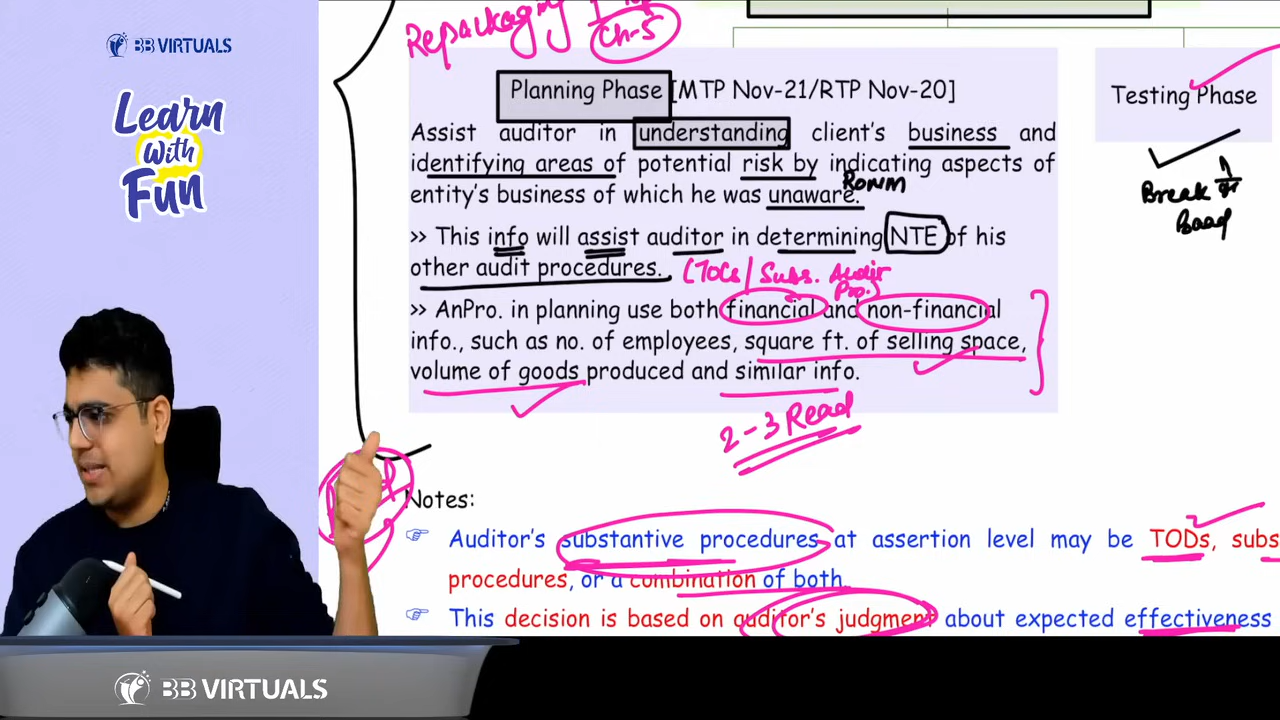 BB VIRTUALS
Learn
With
Fun
Repackaging
Ch-5
Planning Phase [MTP Nov-21/RTP Nov-20]
Assist auditor in understanding client's business and
identifying areas of potential risk by indicating aspects of
entity's business of which he was unaware.
ROMM
>> This info will assist auditor in determining NTE of his
other audit procedures.
(TOCs/Subs. Audit
Pro.)
>> AnPro. in planning use both financial and non-financial
info., such as no. of employees, square ft. of selling space,
volume of goods produced and similar info.
2-3 Read
Testing Phase
Break
Notes:
☞ Auditor's substantive procedures at assertion level may be TODs, subs
procedures, or a combination of both.
☞ This decision is based on auditor's judgment about expected effectiveness
BB VIRTUALS